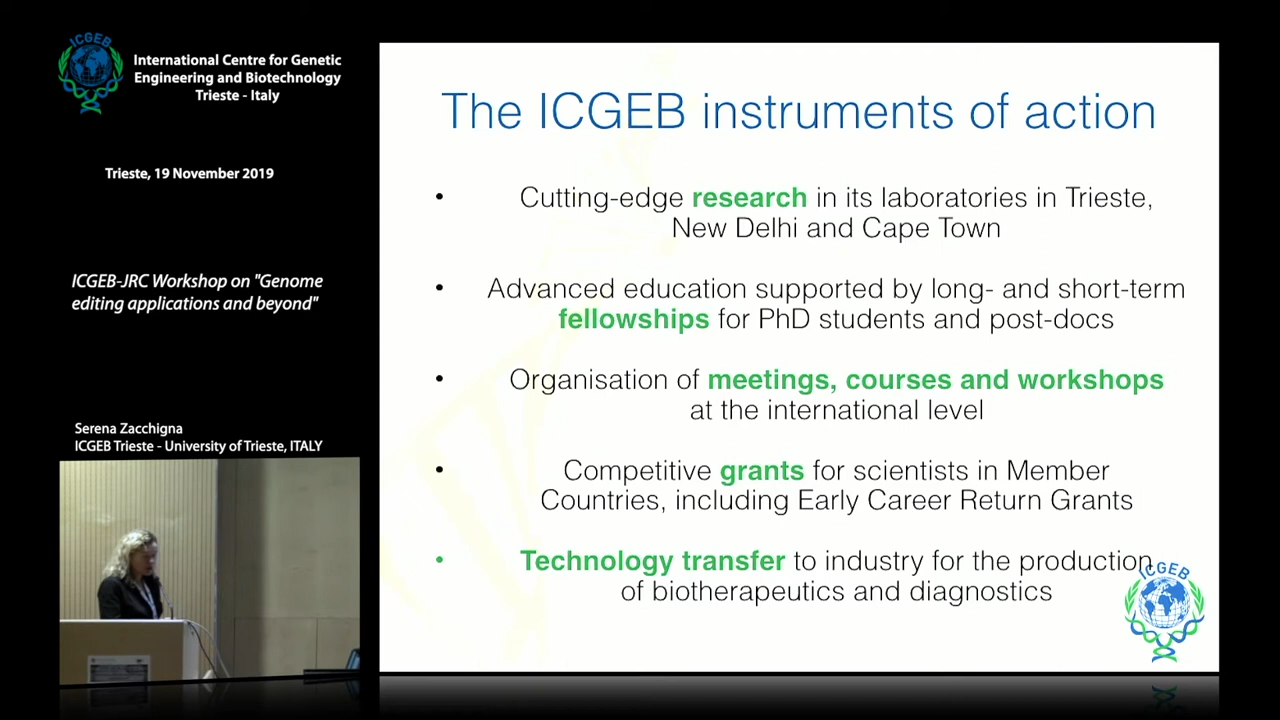 ICGEB
International Centre for Genetic
Engineering and Biotechnology
Trieste - Italy
Trieste, 19 November 2019
ICGEB-JRC Workshop on "Genome
editing applications and beyond"
Serena Zacchigna
ICGEB Trieste - University of Trieste, ITALY
The ICGEB instruments of action
• Cutting-edge research in its laboratories in Trieste,
New Delhi and Cape Town
• Advanced education supported by long- and short-term
fellowships for PhD students and post-docs
• Organisation of meetings, courses and workshops
at the international level
• Competitive grants for scientists in Member
Countries, including Early Career Return Grants
• Technology transfer to industry for the production
of biotherapeutics and diagnostics
ICGEB